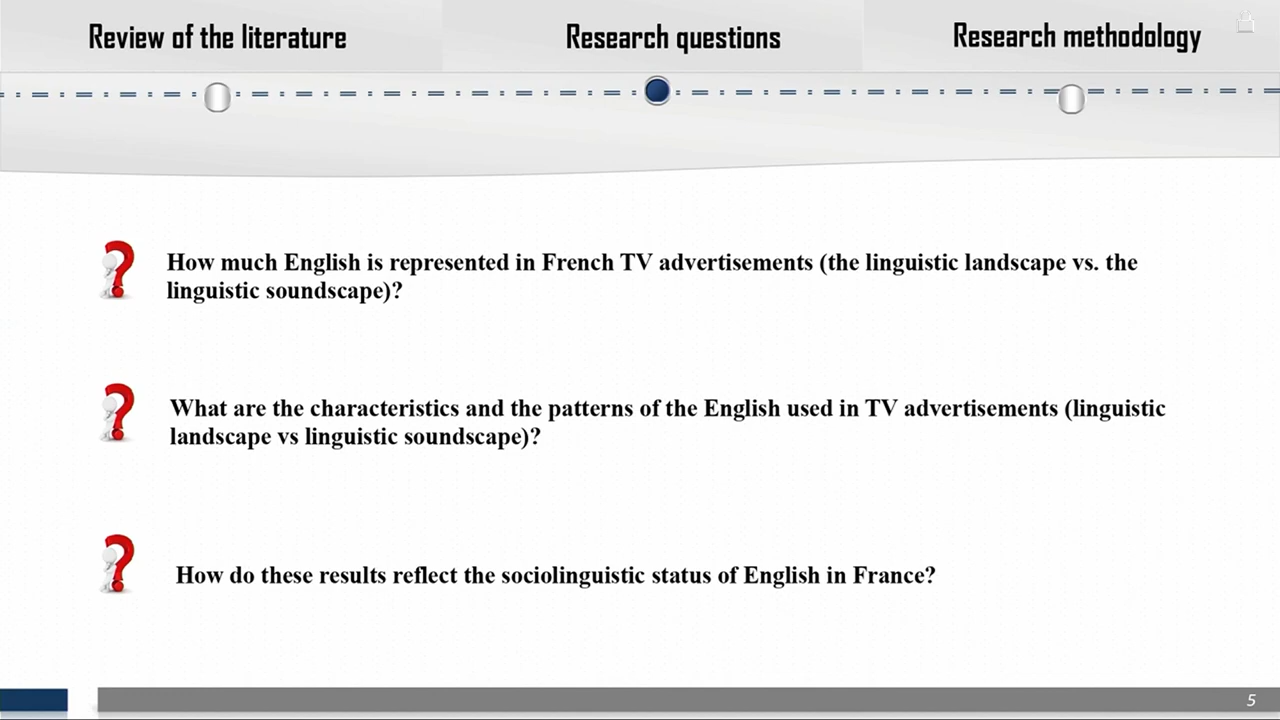 Review of the literature
Research questions
Research methodology
How much English is represented in French TV advertisements (the linguistic landscape vs. the
linguistic soundscape)?
What are the characteristics and the patterns of the English used in TV advertisements (linguistic
landscape vs linguistic soundscape)?
How do these results reflect the sociolinguistic status of English in France?
5